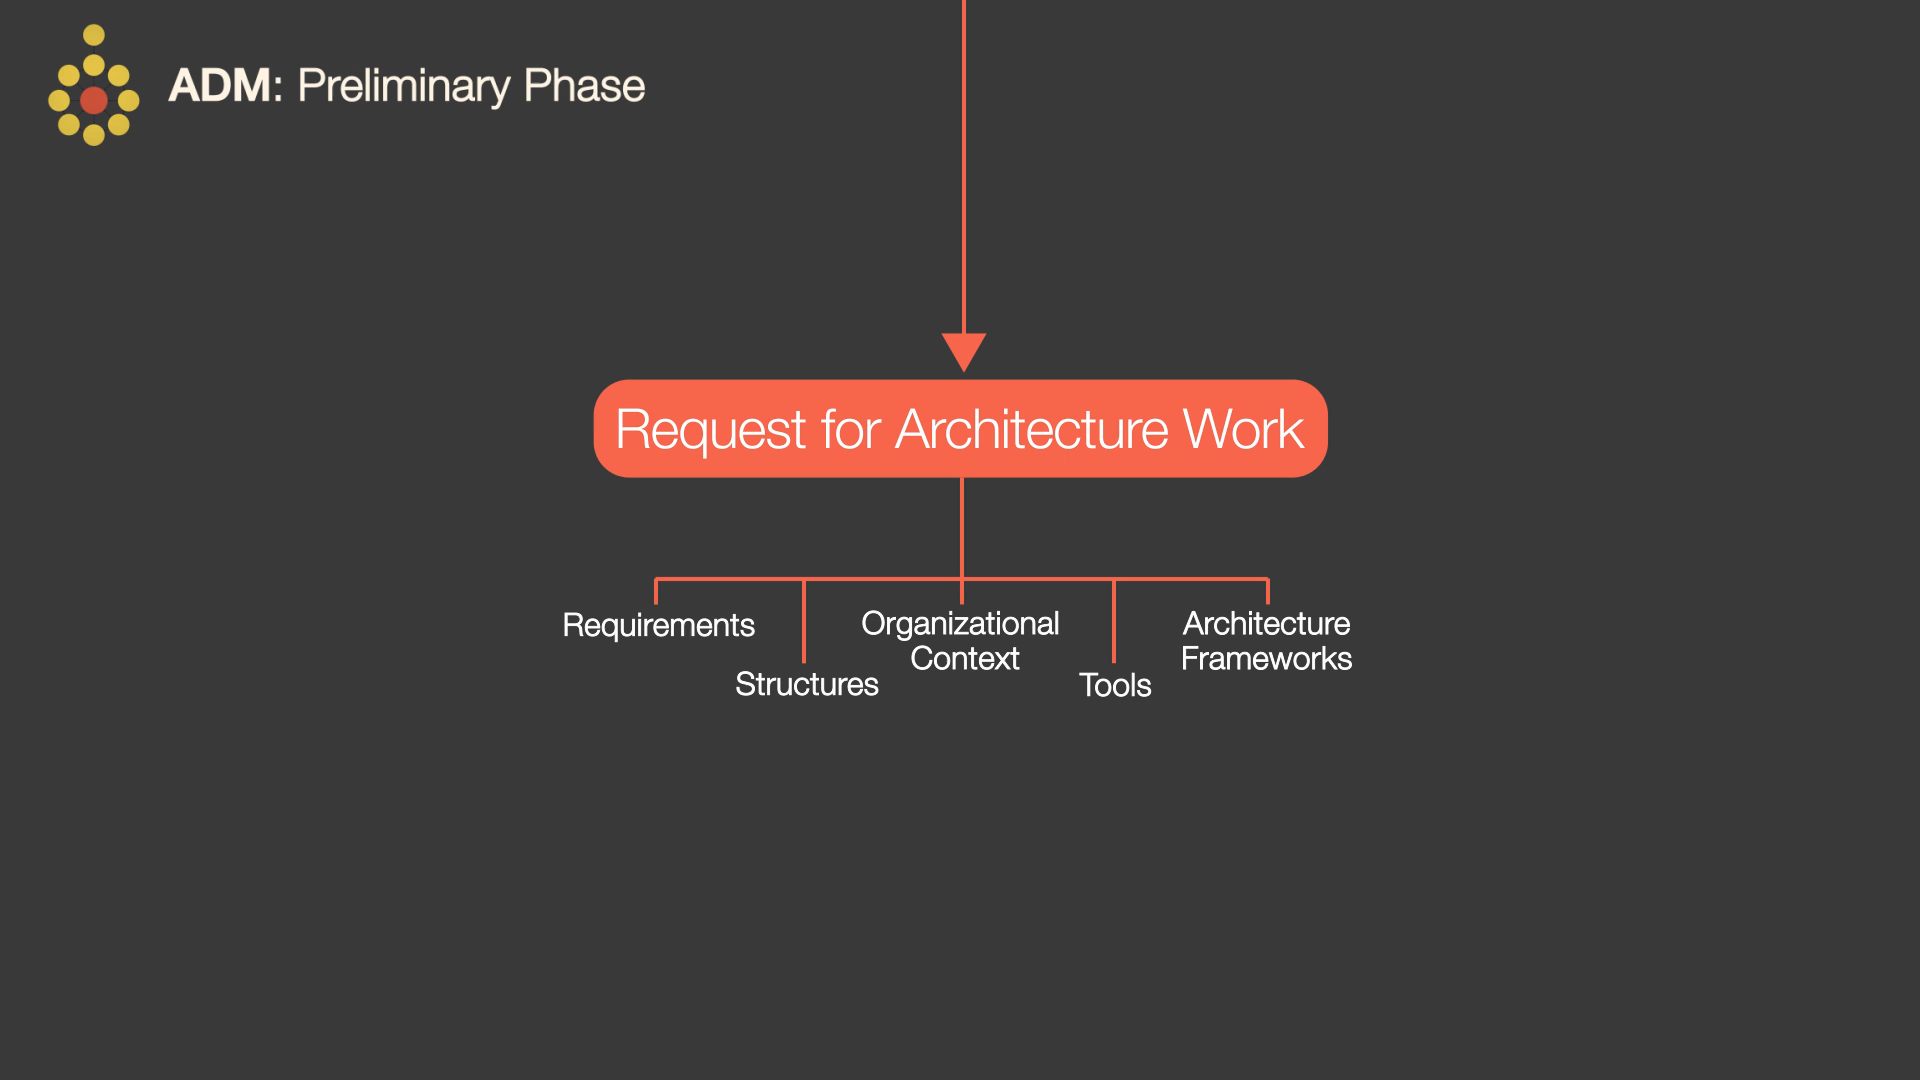 ADM: Preliminary Phase
Request for Architecture Work
Requirements
Structures
Organizational
Context
Tools
Architecture
Frameworks